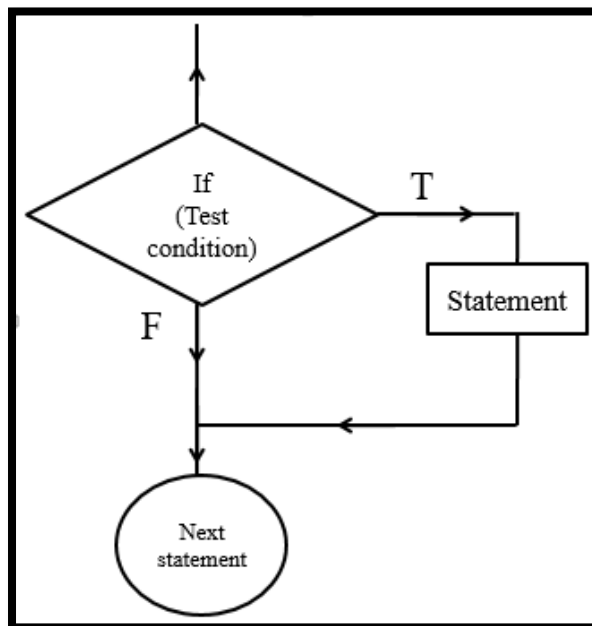 If
(Test
condition)
T
Statement
F
Next
statement